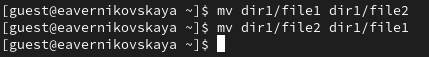 [guest@eavernikovskaya ~]$ mv dir1/file1 dir1/file2
[guest@eavernikovskaya ~]$ mv dir1/file2 dir1/file1
[guest@eavernikovskaya ~]$